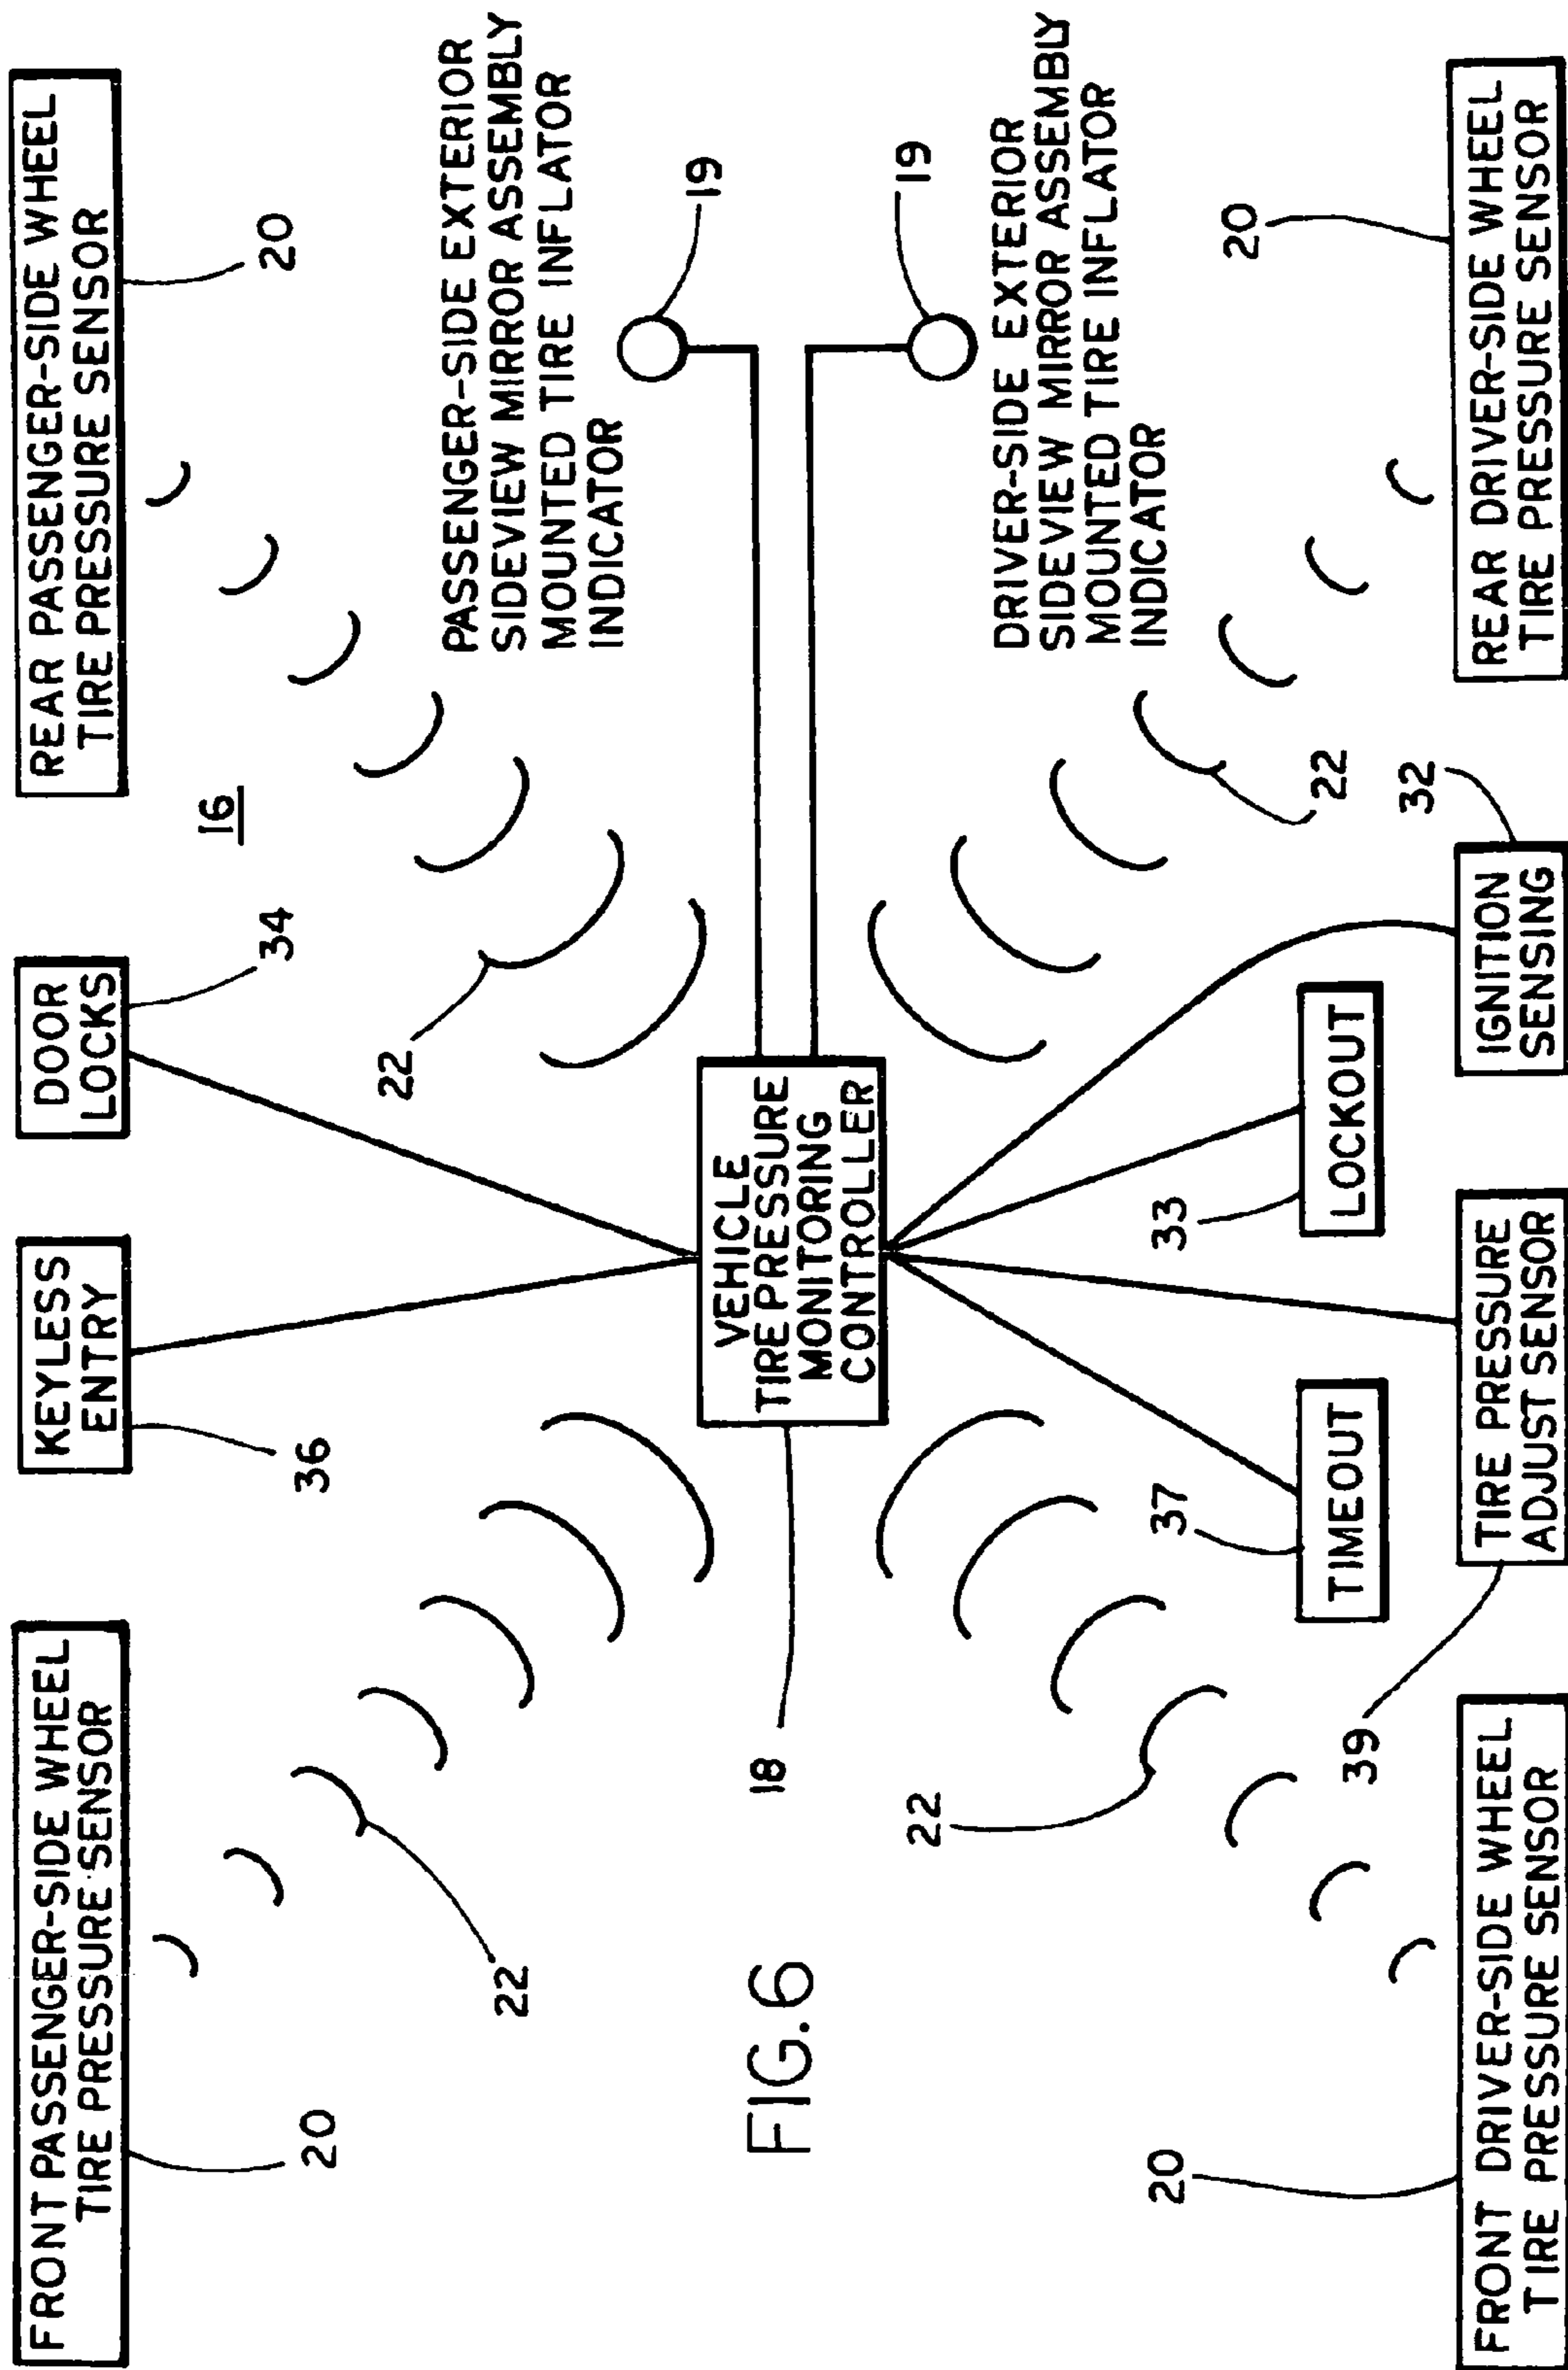 FRONT PASSENGER-SIDE WHEEL
TIRE PRESSURE SENSOR
20
KEYLESS
ENTRY
36
DOOR
LOCKS
34
16
REAR PASSENGER-SIDE WHEEL
TIRE PRESSURE SENSOR
20
22
22
PASSENGER-SIDE EXTERIOR
SIDEVIEW MIRROR ASSEMBLY
MOUNTED TIRE INFLATOR
INDICATOR
19
FIG. 6
18
VEHICLE
TIRE PRESSURE
MONITORING
CONTROLLER
19
DRIVER-SIDE EXTERIOR
SIDEVIEW MIRROR ASSEMBLY
MOUNTED TIRE INFLATOR
INDICATOR
22
22
20
37
TIMEOUT
33
LOCKOUT
32
20
39
FRONT DRIVER-SIDE WHEEL
TIRE PRESSURE SENSOR
TIRE PRESSURE
ADJUST SENSOR
IGNITION
SENSING
REAR DRIVER-SIDE WHEEL
TIRE PRESSURE SENSOR